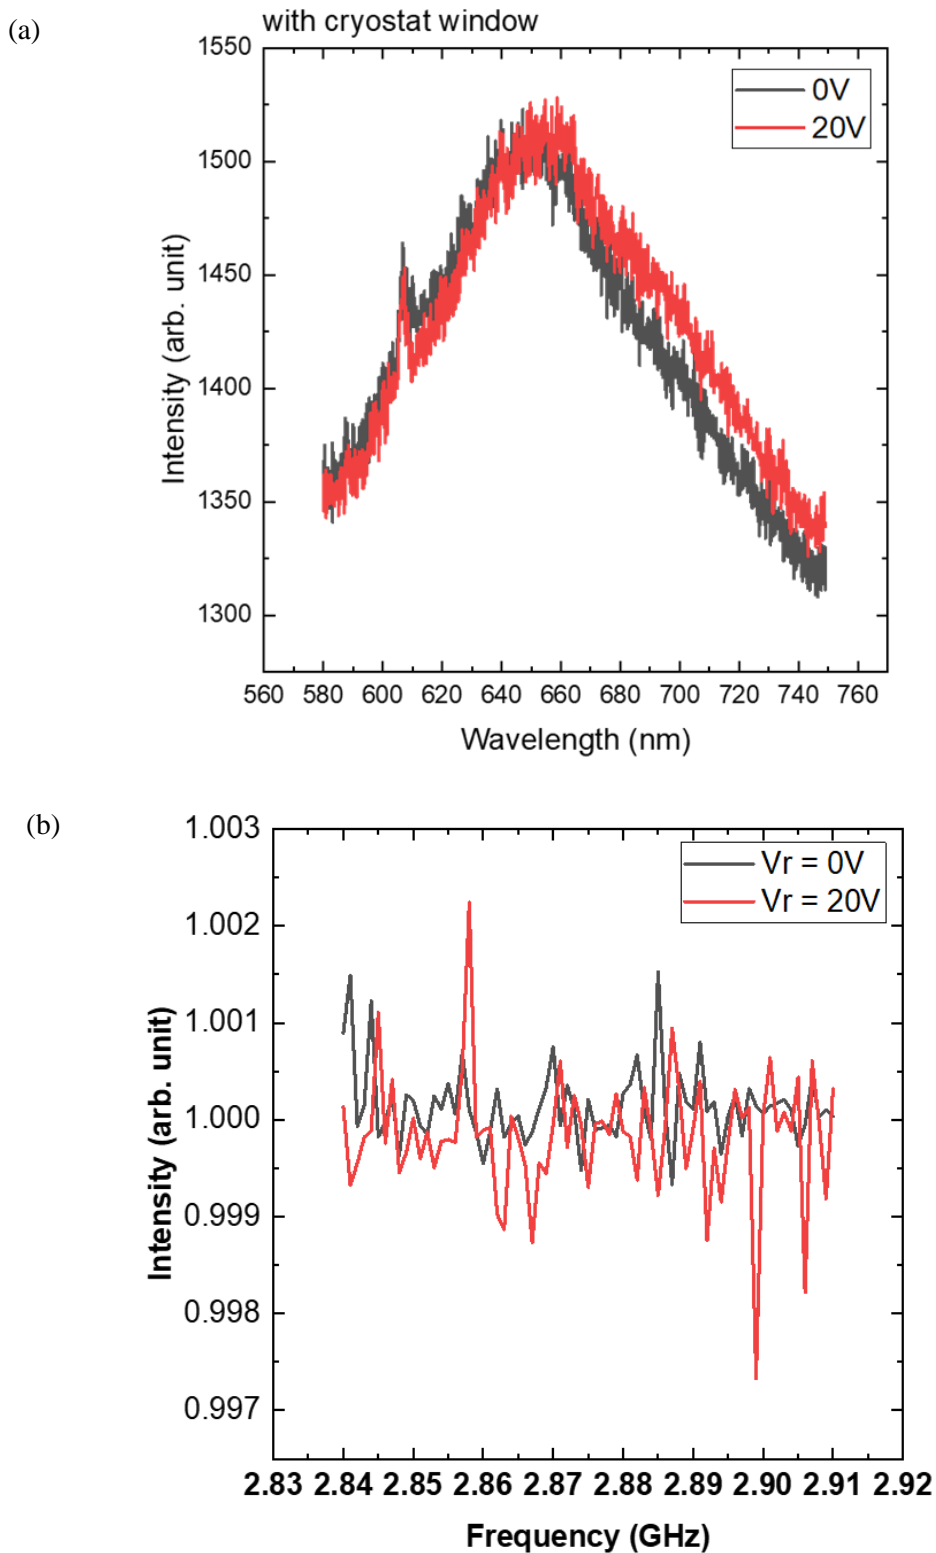 (a)
with cryostat window
1550
1500
1450
1400
1350
1300
Intensity (arb. unit)
0V
20V
560 580 600 620 640 660 680 700 720 740 760
Wavelength (nm)
(b)
1.003
1.002
1.001
1.000
0.999
0.998
0.997
Intensity (arb. unit)
Vr = 0V
Vr = 20V
2.83 2.84 2.85 2.86 2.87 2.88 2.89 2.90 2.91 2.92
Frequency (GHz)